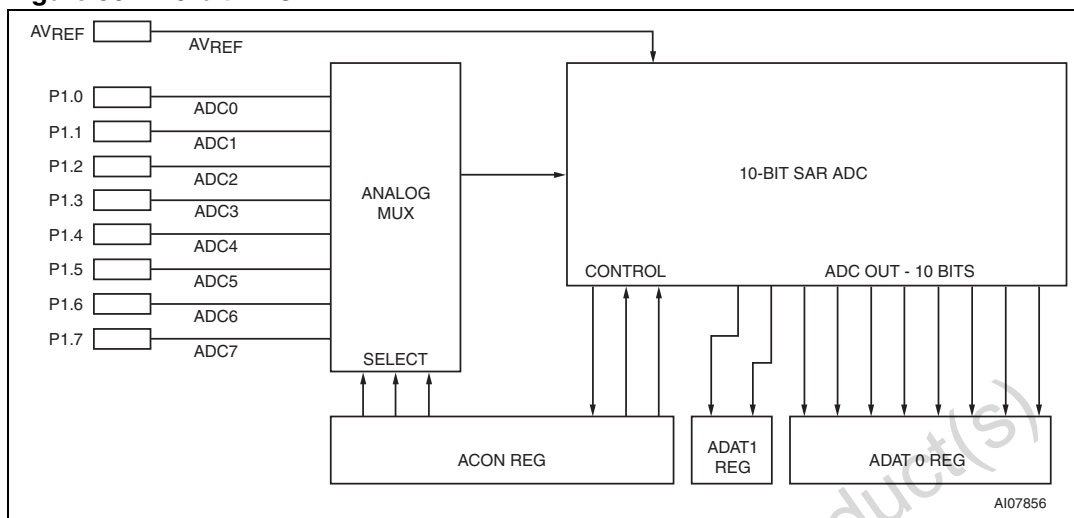 AVREF
AVREF
P1.0
ADC0
P1.1
ADC1
P1.2
ADC2
P1.3
ADC3
P1.4
ADC4
P1.5
ADC5
P1.6
ADC6
P1.7
ADC7
ANALOG
MUX
SELECT
10-BIT SAR ADC
CONTROL
ADC OUT - 10 BITS
ACON REG
ADAT1
REG
ADAT 0 REG
AI07856